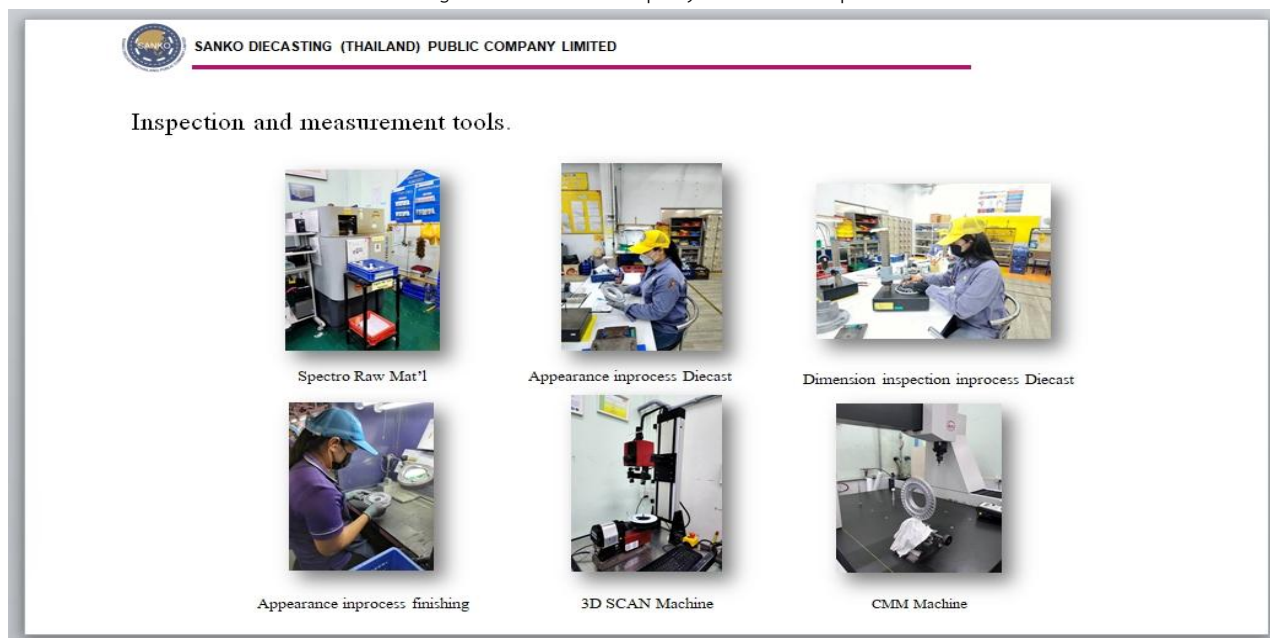 SANKO
SANKO DIECASTING (THAILAND) PUBLIC COMPANY LIMITED
Inspection and measurement tools.
Spectro Raw Mat'l
Appearance inprocess Diecast
Dimension inspection inprocess Diecast
Appearance inprocess finishing
3D SCAN Machine
CMM Machine